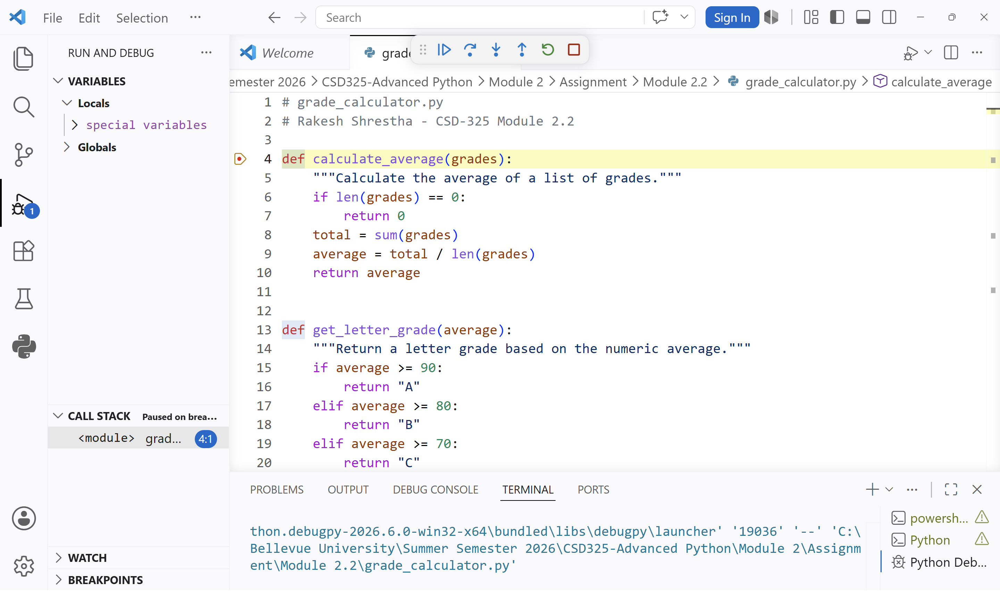 File Edit Selection ··· Search Sign In
RUN AND DEBUG ···
VARIABLES
Locals
special variables
Globals
CALL STACK Paused on brea...
<module> grad... 4:1
WATCH
BREAKPOINTS
1
Welcome grade
emester 2026 > CSD325-Advanced Python > Module 2 > Assignment > Module 2.2 > grade_calculator.py > calculate_average
1 # grade_calculator.py
2 # Rakesh Shrestha - CSD-325 Module 2.2
3
4 def calculate_average(grades):
5     """Calculate the average of a list of grades."""
6     if len(grades) == 0:
7         return 0
8     total = sum(grades)
9     average = total / len(grades)
10     return average
11
12
13 def get_letter_grade(average):
14     """Return a letter grade based on the numeric average."""
15     if average >= 90:
16         return "A"
17     elif average >= 80:
18         return "B"
19     elif average >= 70:
20         return "C"
PROBLEMS OUTPUT DEBUG CONSOLE TERMINAL PORTS
thon.debugpy-2026.6.0-win32-x64\bundled\libs\debugpy\launcher' '19036' '--' 'C:\
Bellevue University\Summer Semester 2026\CSD325-Advanced Python\Module 2\Assignm
ent\Module 2.2\grade_calculator.py'
powersh...
Python
Python Deb...